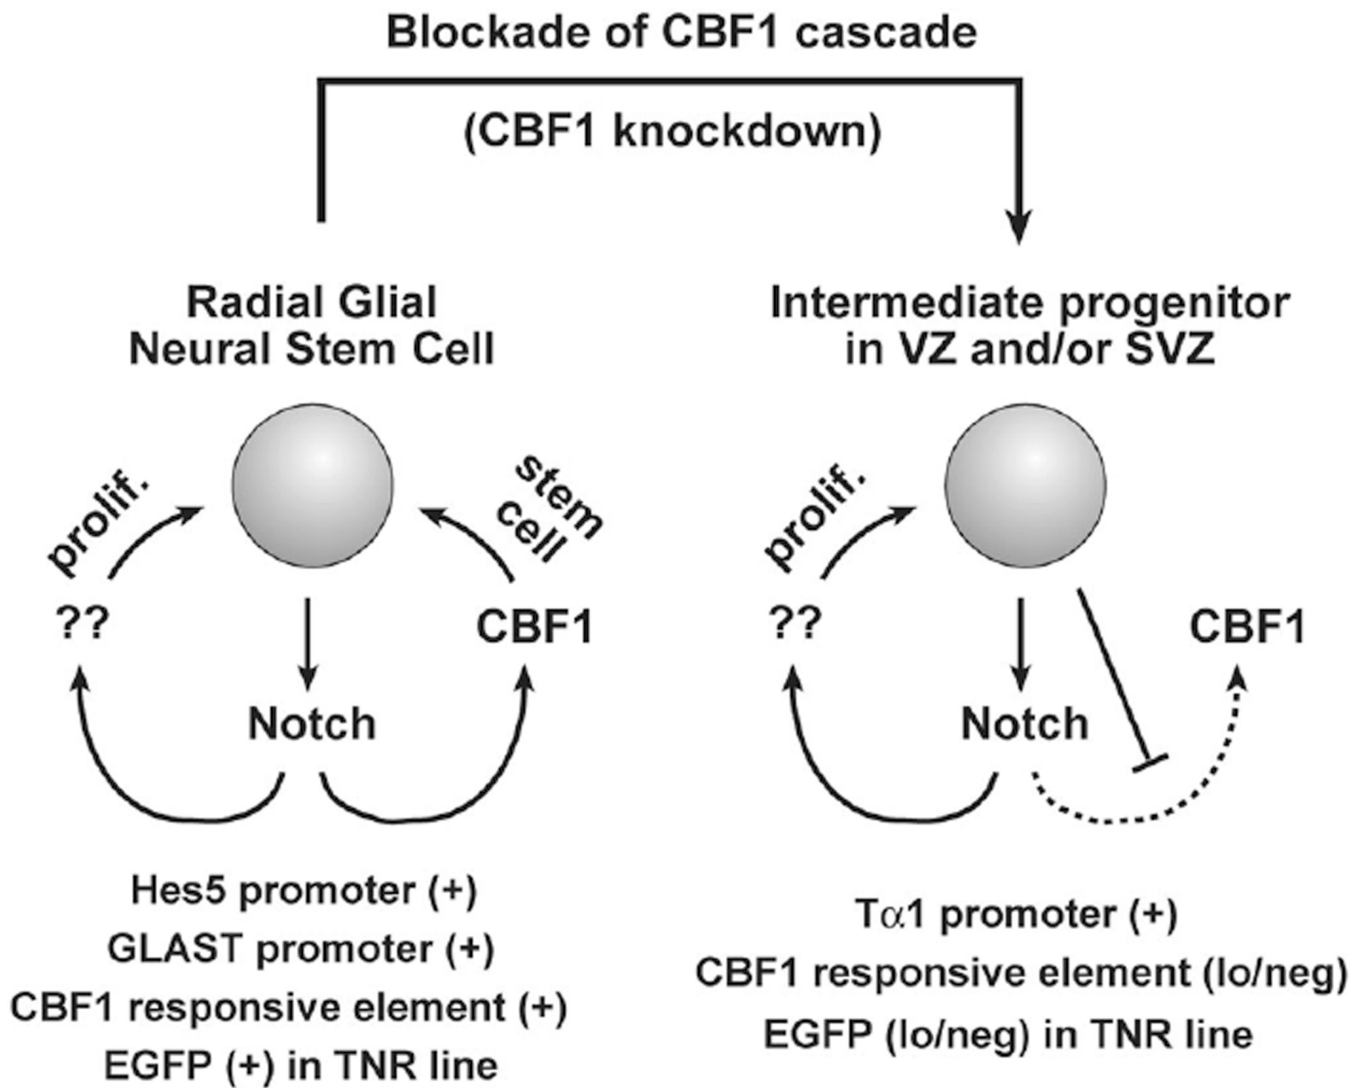 Blockade of CBF1 cascade
(CBF1 knockdown)
Radial Glial
Neural Stem Cell
prolif.
stem
cell
??
CBF1
Notch
Hes5 promoter (+)
GLAST promoter (+)
CBF1 responsive element (+)
EGFP (+) in TNR line
Intermediate progenitor
in VZ and/or SVZ
prolif.
??
CBF1
Notch
Tα1 promoter (+)
CBF1 responsive element (lo/neg)
EGFP (lo/neg) in TNR line